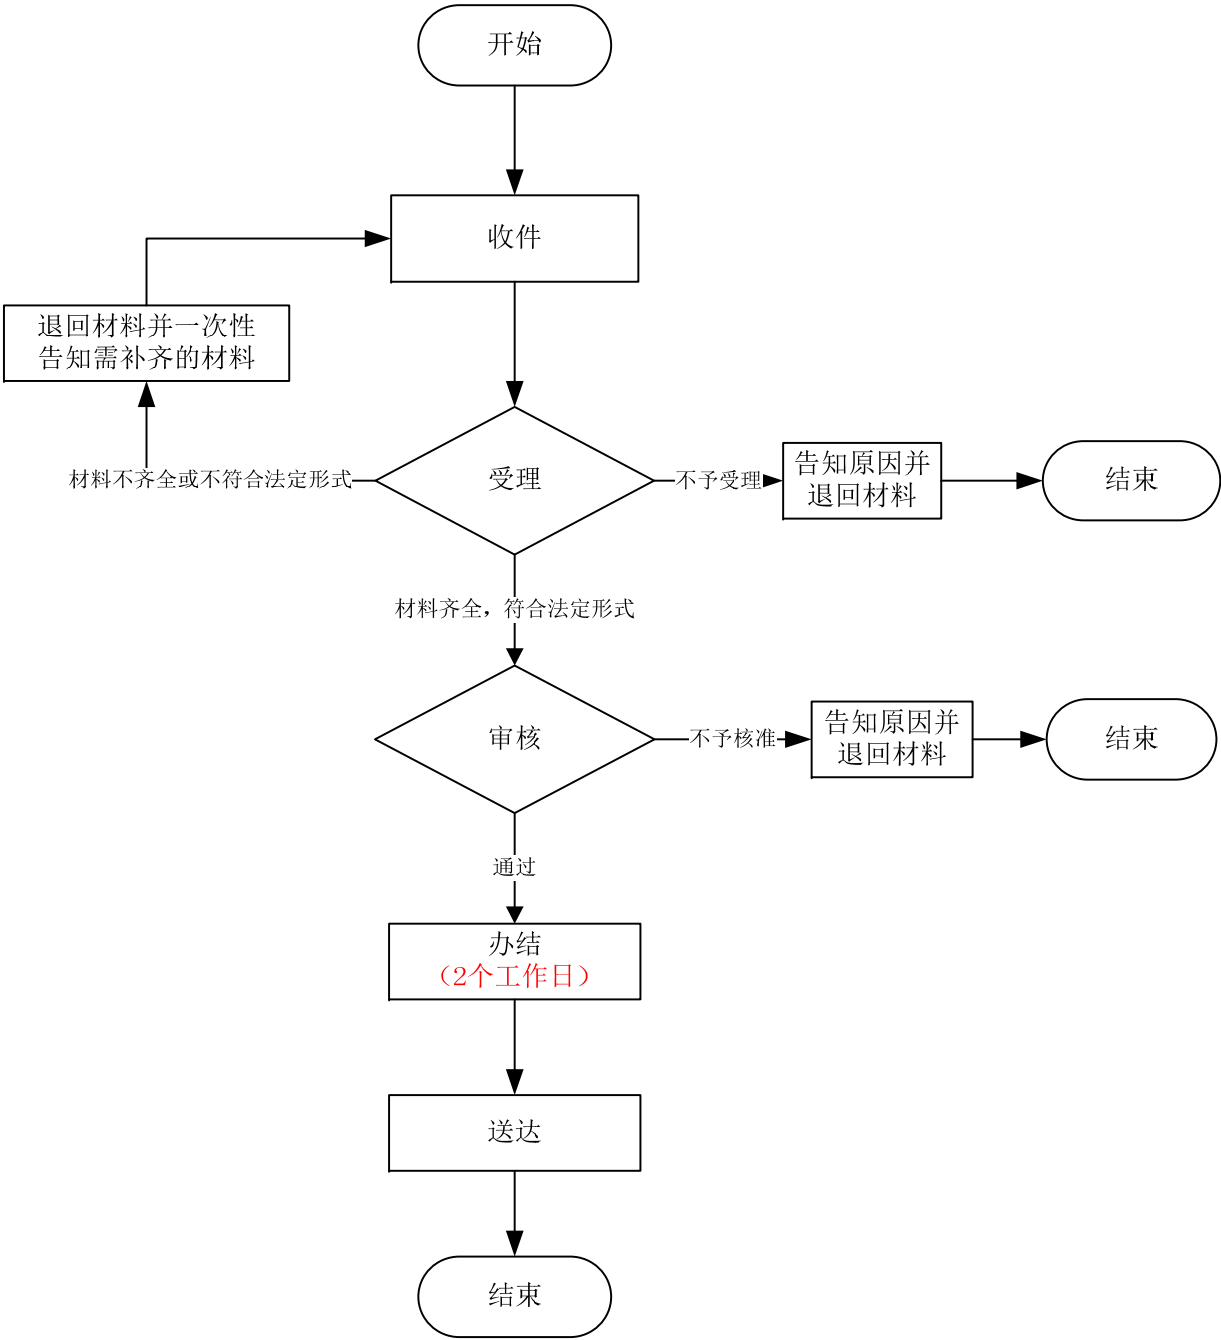 开始
收件
退回材料并一次性
告知需补齐的材料
材料不齐全或不符合法定形式
受理
不予受理
告知原因并
退回材料
结束
材料齐全，符合法定形式
审核
不予核准
告知原因并
退回材料
结束
通过
办结
（2个工作日）
送达
结束